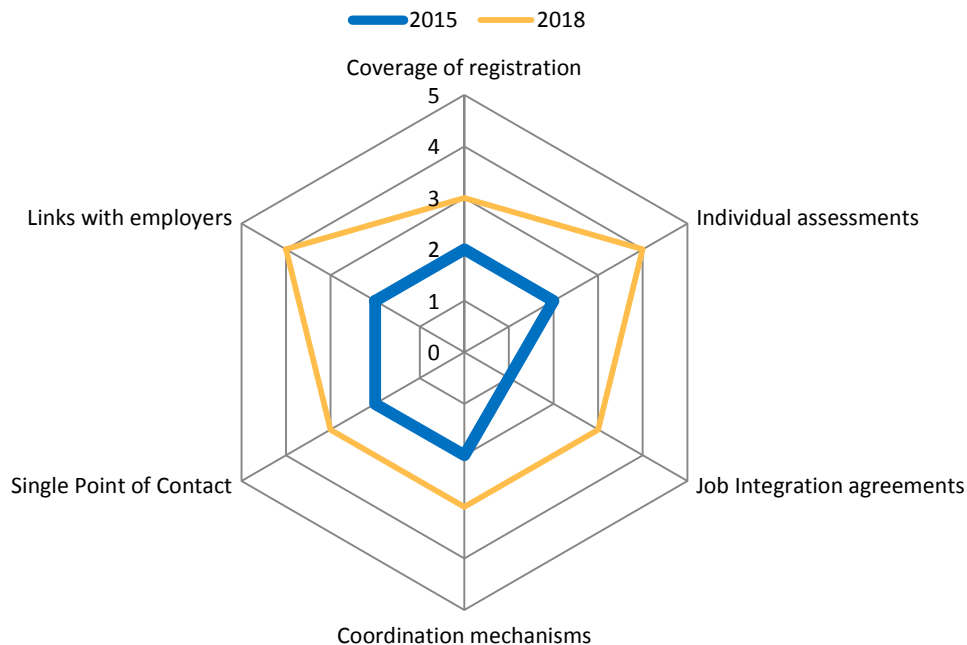 2015 2018
Coverage of registration
5
4
3
2
1
0
Links with employers
Individual assessments
Single Point of Contact
Job Integration agreements
Coordination mechanisms